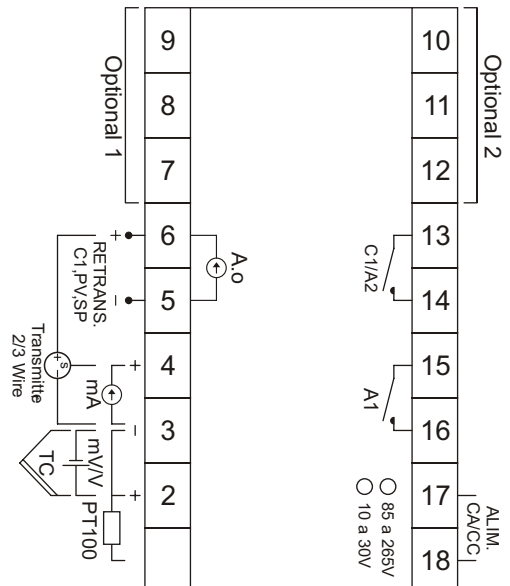 9
8
7
6
5
4
3
2
10
11
12
13
14
15
16
17
18
Optional 1
Optional 2
A.o
+
–
RETRANS.
C1,PV,SP
+
S
–
Transmitte
2/3 Wire
+
mA
–
mV/V
TC
+
PT100
C1/A2
A1
85 a 265V
10 a 30V
ALIM.
CA/CC